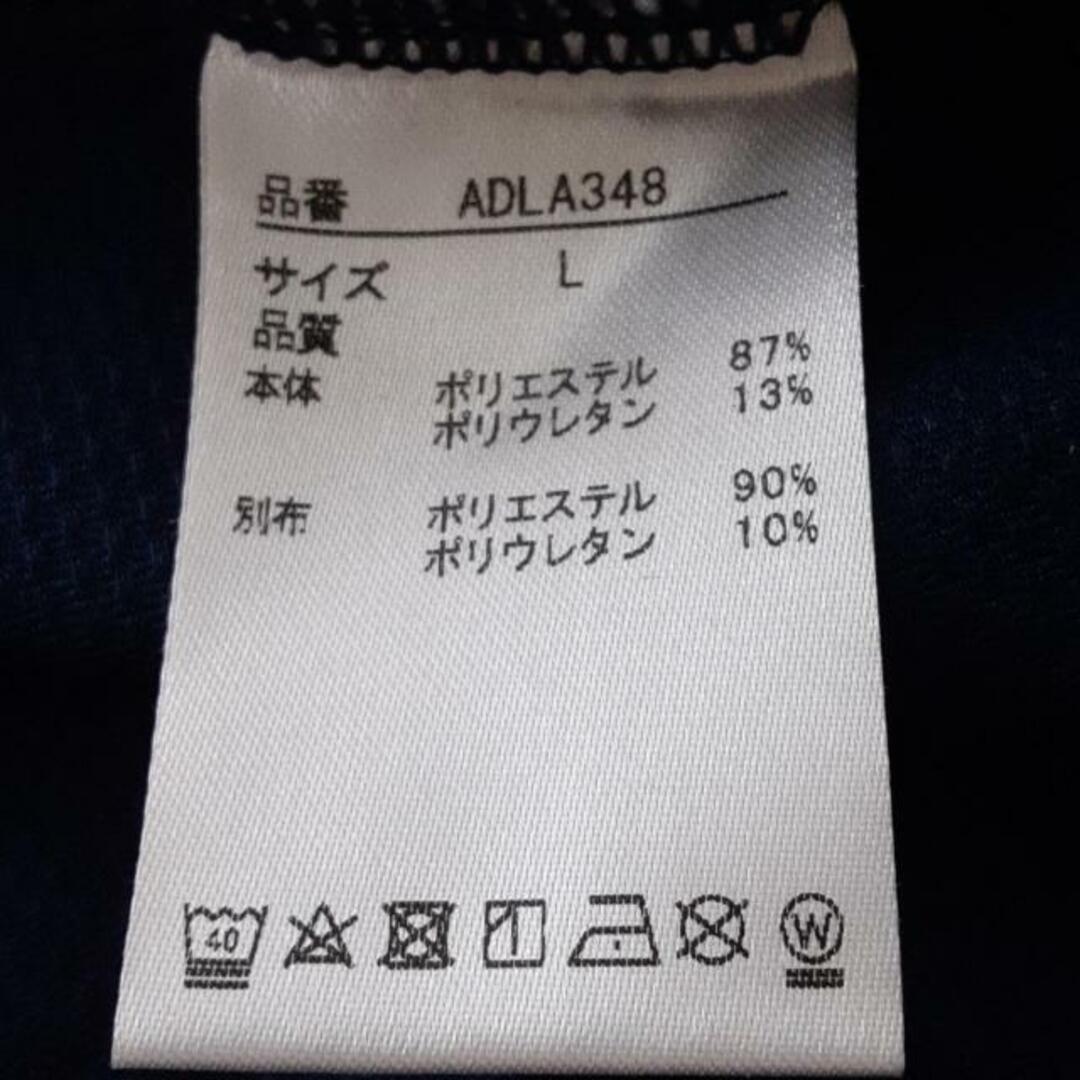 品番 ADLA348
サイズ L
品質
本体 ポリエステル 87%
ポリウレタン 13%
別布 ポリエステル 90%
ポリウレタン 10%
40 W